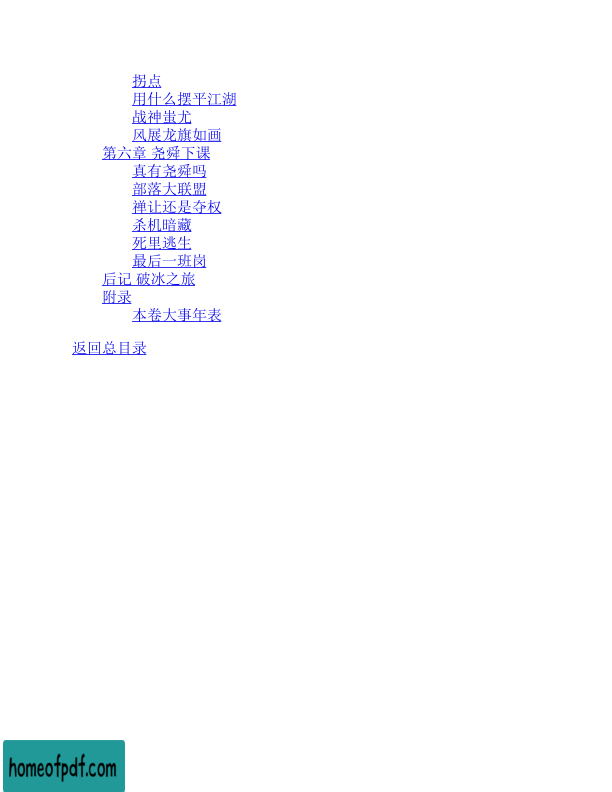 拐点
用什么摆平江湖
战神蚩尤
风展龙旗如画
第六章 尧舜下课
真有尧舜吗
部落大联盟
禅让还是夺权
杀机暗藏
死里逃生
最后一班岗
后记 破冰之旅
附录
本卷大事年表
返回总目录
homeofpdf.com